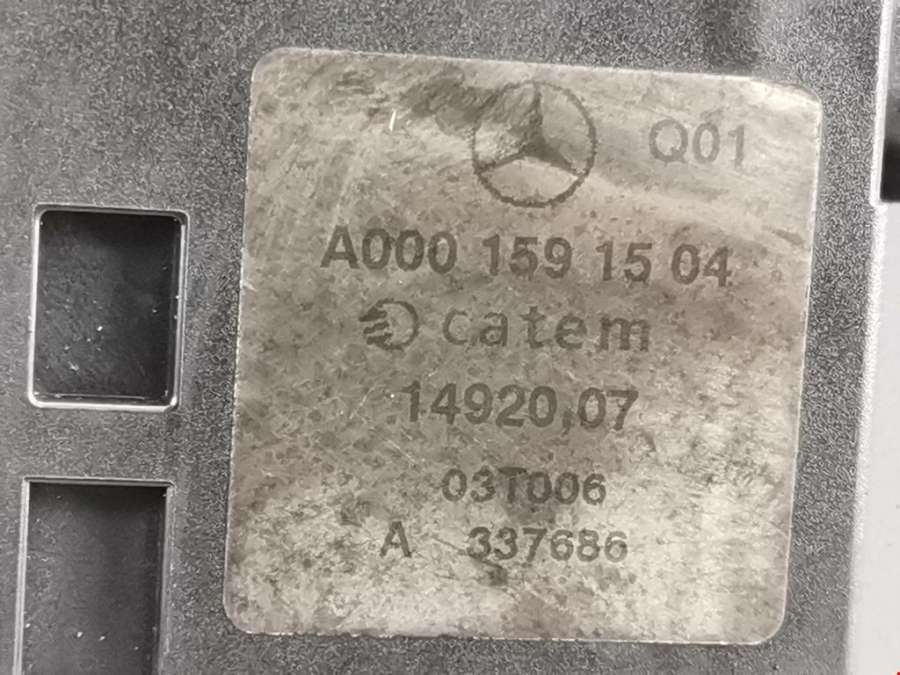 Q01
A000 159 15 04
catem
14920,07
03T006
A 337686